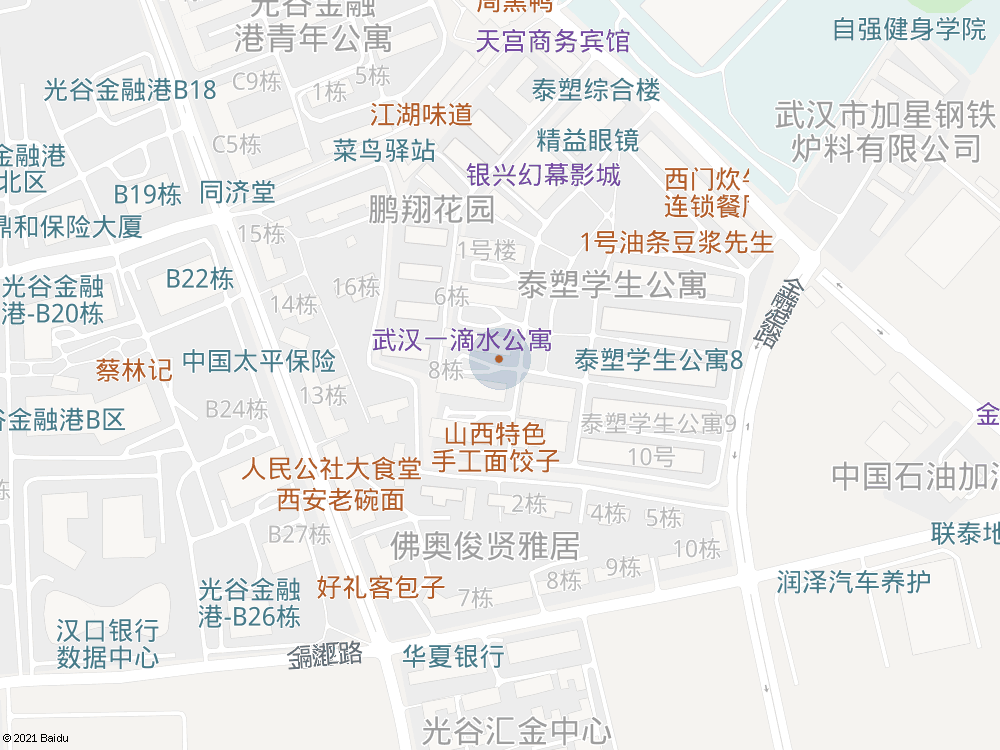 光谷金融
港青年公寓
周黑鸭
天宫商务宾馆
自强健身学院
C9栋
5栋
1栋
光谷金融港B18
泰塑综合楼
江湖味道
武汉市加星钢铁
炉料有限公司
C5栋
菜鸟驿站
精益眼镜
金融港
北区
B19栋
同济堂
银兴幻幕影城
西门炊牛
连锁餐厅
鹏翔花园
鼎和保险大厦
15栋
1号楼
1号油条豆浆先生
B22栋
光谷金融
港-B20栋
16栋
6栋
泰塑学生公寓
14栋
金融港路
武汉一滴水公寓
中国太平保险
蔡林记
8栋
泰塑学生公寓8
13栋
B24栋
谷金融港B区
金
山西特色
手工面饺子
泰塑学生公寓9
10号
人民公社大食堂
西安老碗面
中国石油加
2栋
4栋
5栋
B27栋
佛奥俊贤雅居
10栋
联泰地
9栋
8栋
光谷金融
港-B26栋
好礼客包子
7栋
润泽汽车养护
汉口银行
数据中心
华夏银行
光谷汇金中心
© 2021 Baidu